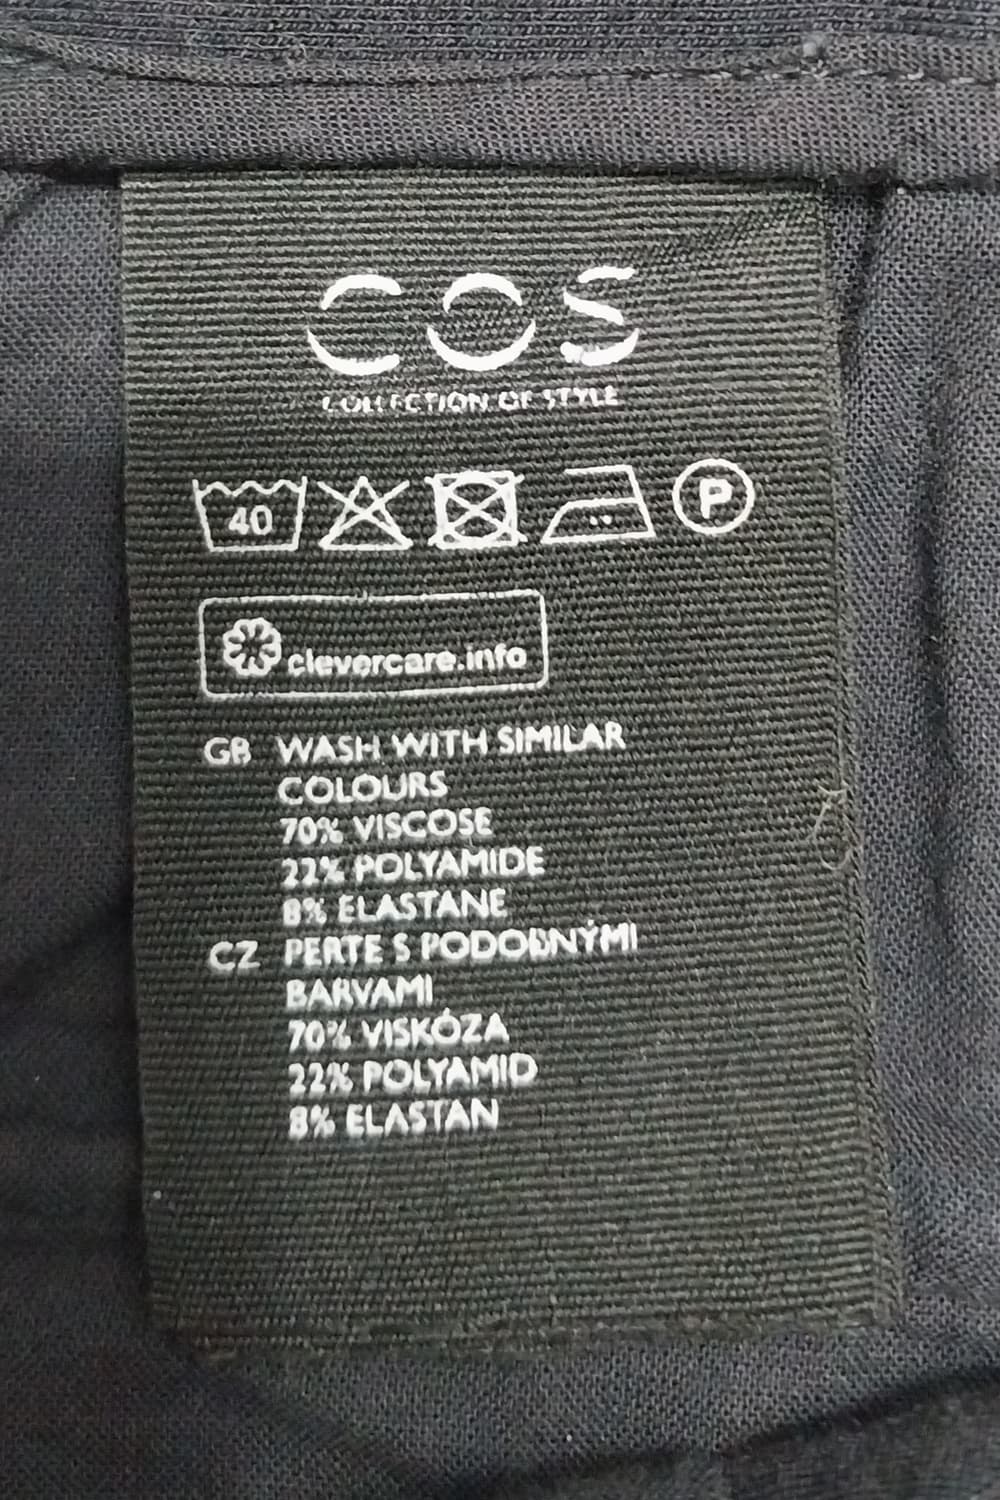 COS
COLLECTION OF STYLE
40
P
clevercare.info
GB WASH WITH SIMILAR
COLOURS
70% VISCOSE
22% POLYAMIDE
8% ELASTANE
CZ PERTE S PODOBNÝMI
BARVAMI
70% VISKÓZA
22% POLYAMID
8% ELASTAN